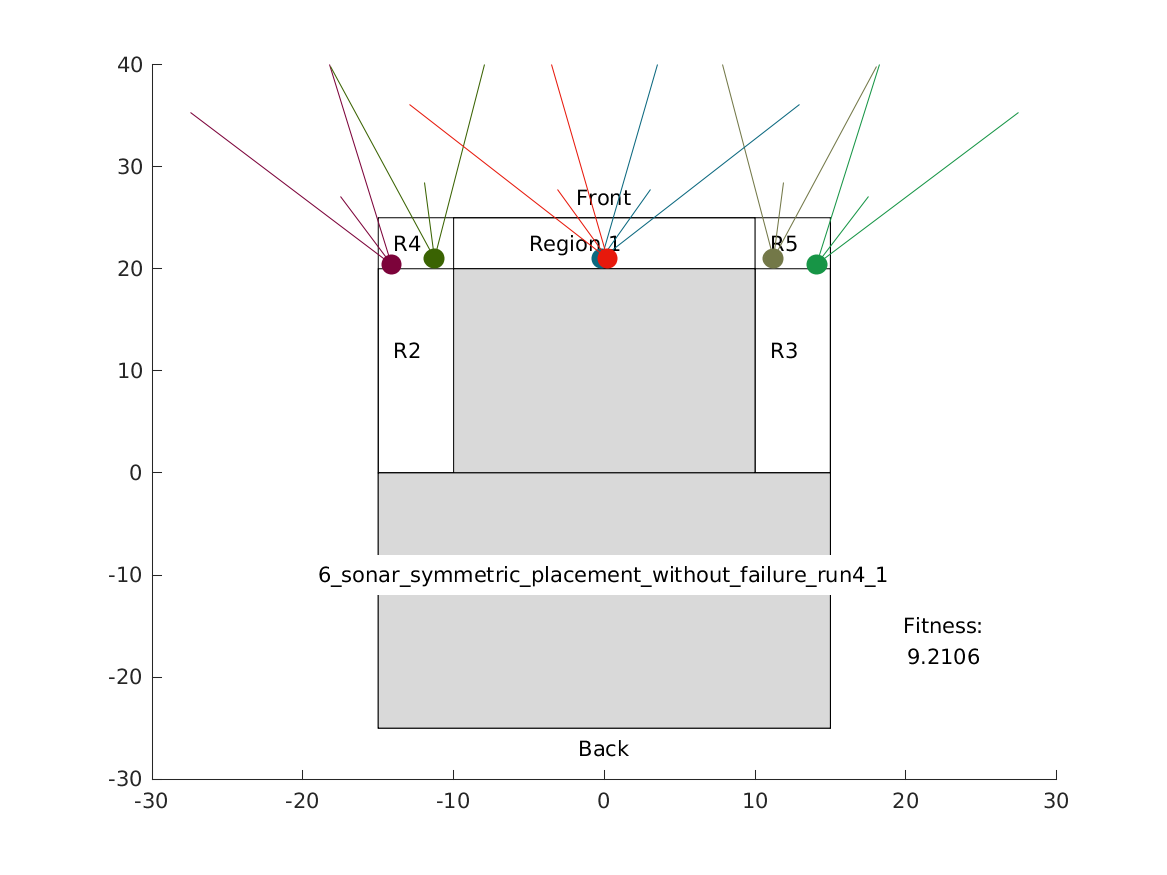 40
30
Front
R4
Region 1
R5
20
R2
R3
10
0
-10
6_sonar_symmetric_placement_without_failure_run4_1
Fitness:
9.2106
-20
Back
-30
-30
-20
-10
0
10
20
30